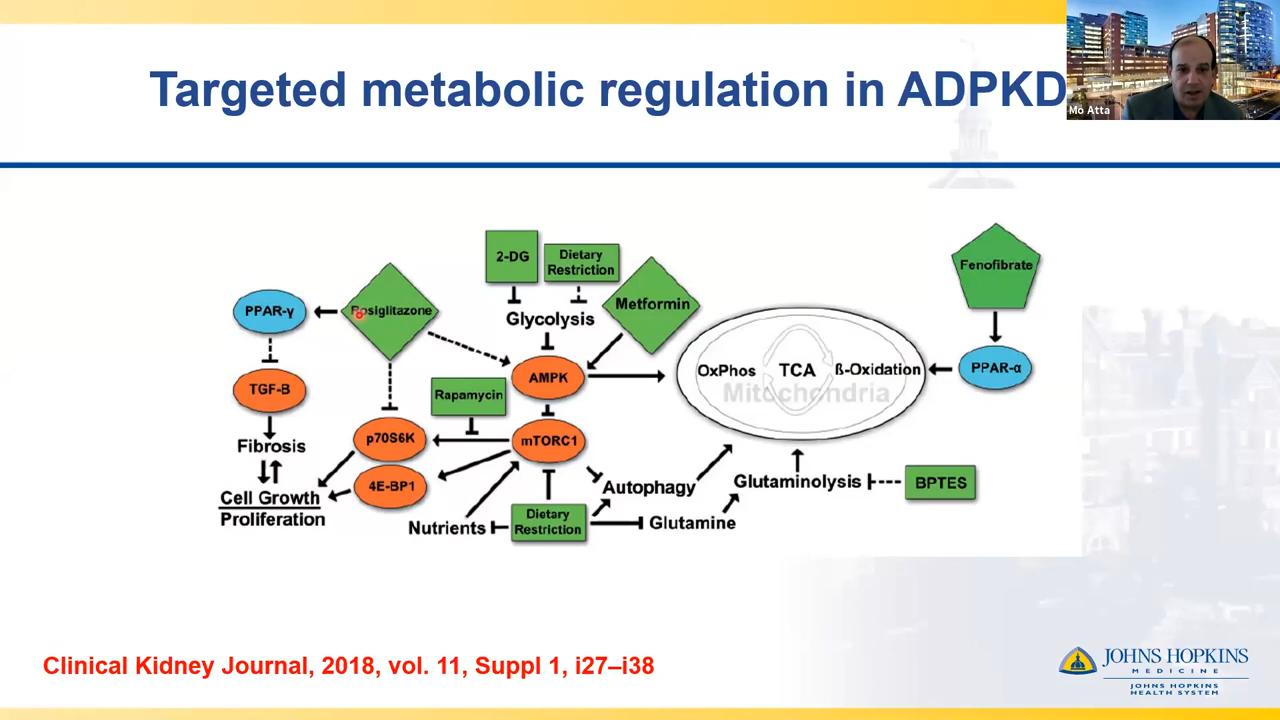 Targeted metabolic regulation in ADPKD
Mo Atta
2-DG
Dietary
Restriction
Fenofibrate
PPAR-γ
Rosiglitazone
Metformin
Glycolysis
TGF-B
AMPK
OxPhos
TCA
ß-Oxidation
PPAR-α
Mitochondria
Rapamycin
Fibrosis
p70S6K
mTORC1
Cell Growth
Proliferation
4E-BP1
Autophagy
Glutaminolysis
BPTES
Nutrients
Dietary
Restriction
Glutamine
Clinical Kidney Journal, 2018, vol. 11, Suppl 1, i27–i38
JOHNS HOPKINS
MEDICINE
JOHNS HOPKINS
HEALTH SYSTEM